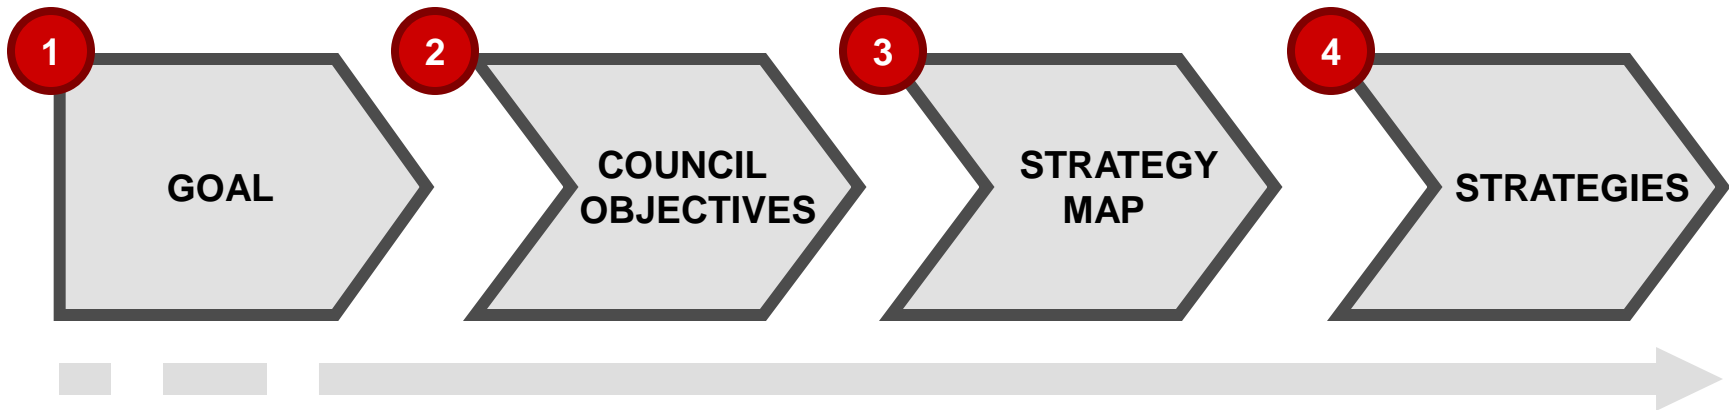 1
GOAL
2
COUNCIL
OBJECTIVES
3
STRATEGY
MAP
4
STRATEGIES